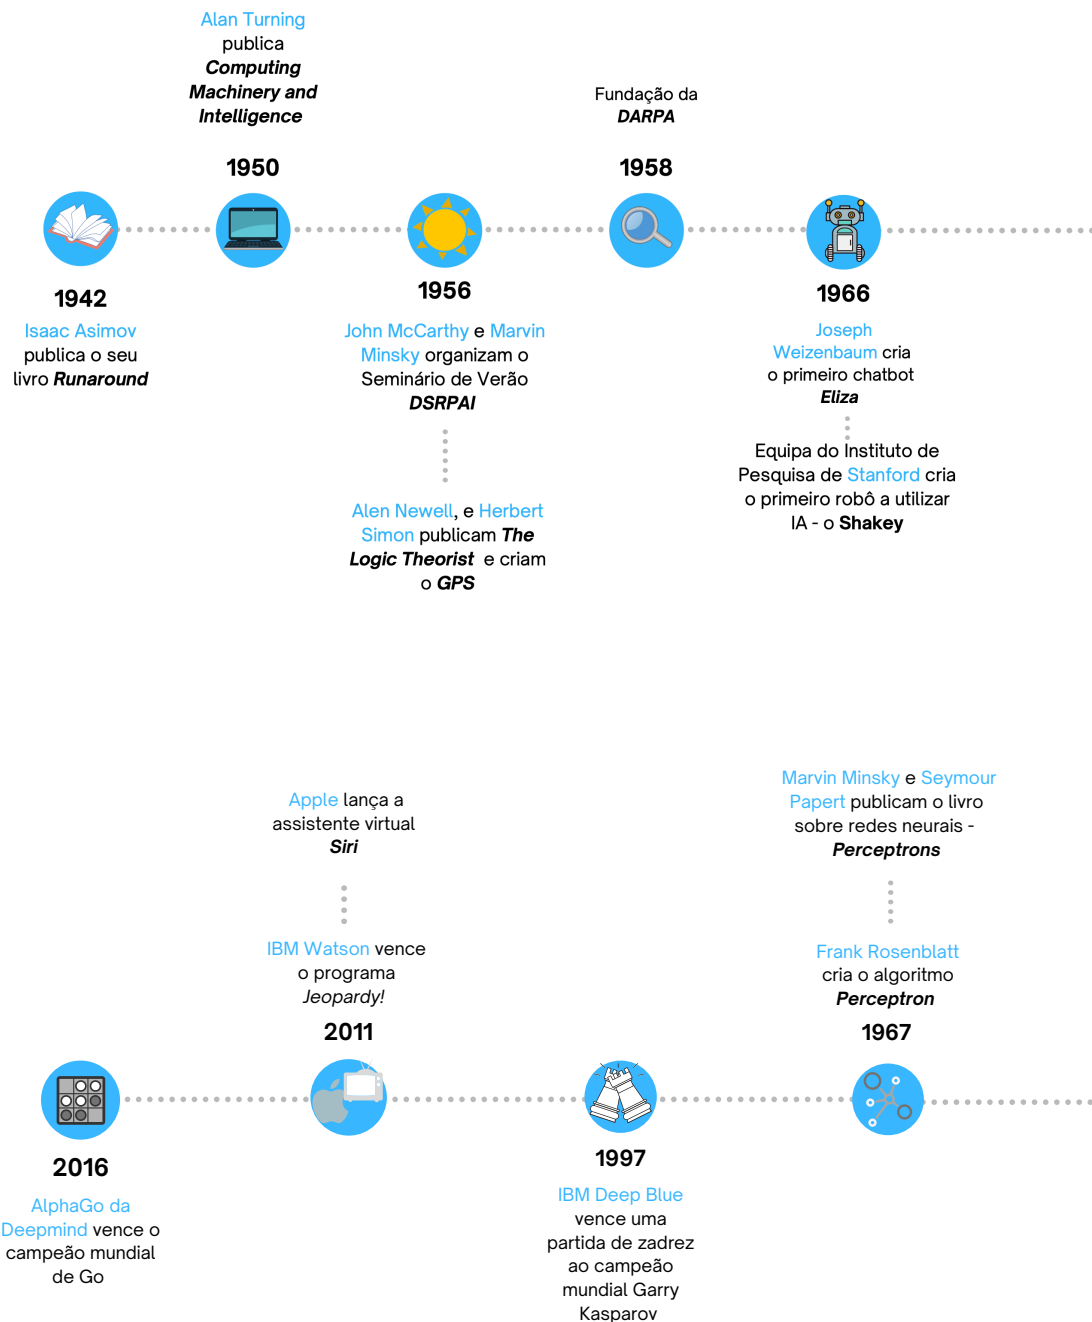 1942
Isaac Asimov
publica o seu
livro Runaround
Alan Turning
publica
Computing
Machinery and
Intelligence
1950
1956
John McCarthy e Marvin
Minsky organizam o
Seminário de Verão
DSRPAI
Alen Newell, e Herbert
Simon publicam The
Logic Theorist e criam
o GPS
Fundação da
DARPA
1958
1966
Joseph
Weizenbaum cria
o primeiro chatbot
Eliza
Equipa do Instituto de
Pesquisa de Stanford cria
o primeiro robô a utilizar
IA - o Shakey
Marvin Minsky e Seymour
Papert publicam o livro
sobre redes neurais -
Perceptrons
Frank Rosenblatt
cria o algoritmo
Perceptron
1967
1997
IBM Deep Blue
vence uma
partida de zadrez
ao campeão
mundial Garry
Kasparov
Apple lança a
assistente virtual
Siri
IBM Watson vence
o programa
Jeopardy!
2011
2016
AlphaGo da
Deepmind vence o
campeão mundial
de Go